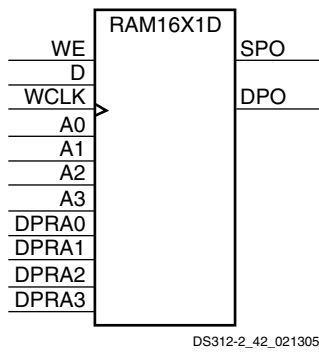 RAM16X1D
WE
SPO
D
WCLK
DPO
A0
A1
A2
A3
DPRA0
DPRA1
DPRA2
DPRA3
DS312-2_42_021305